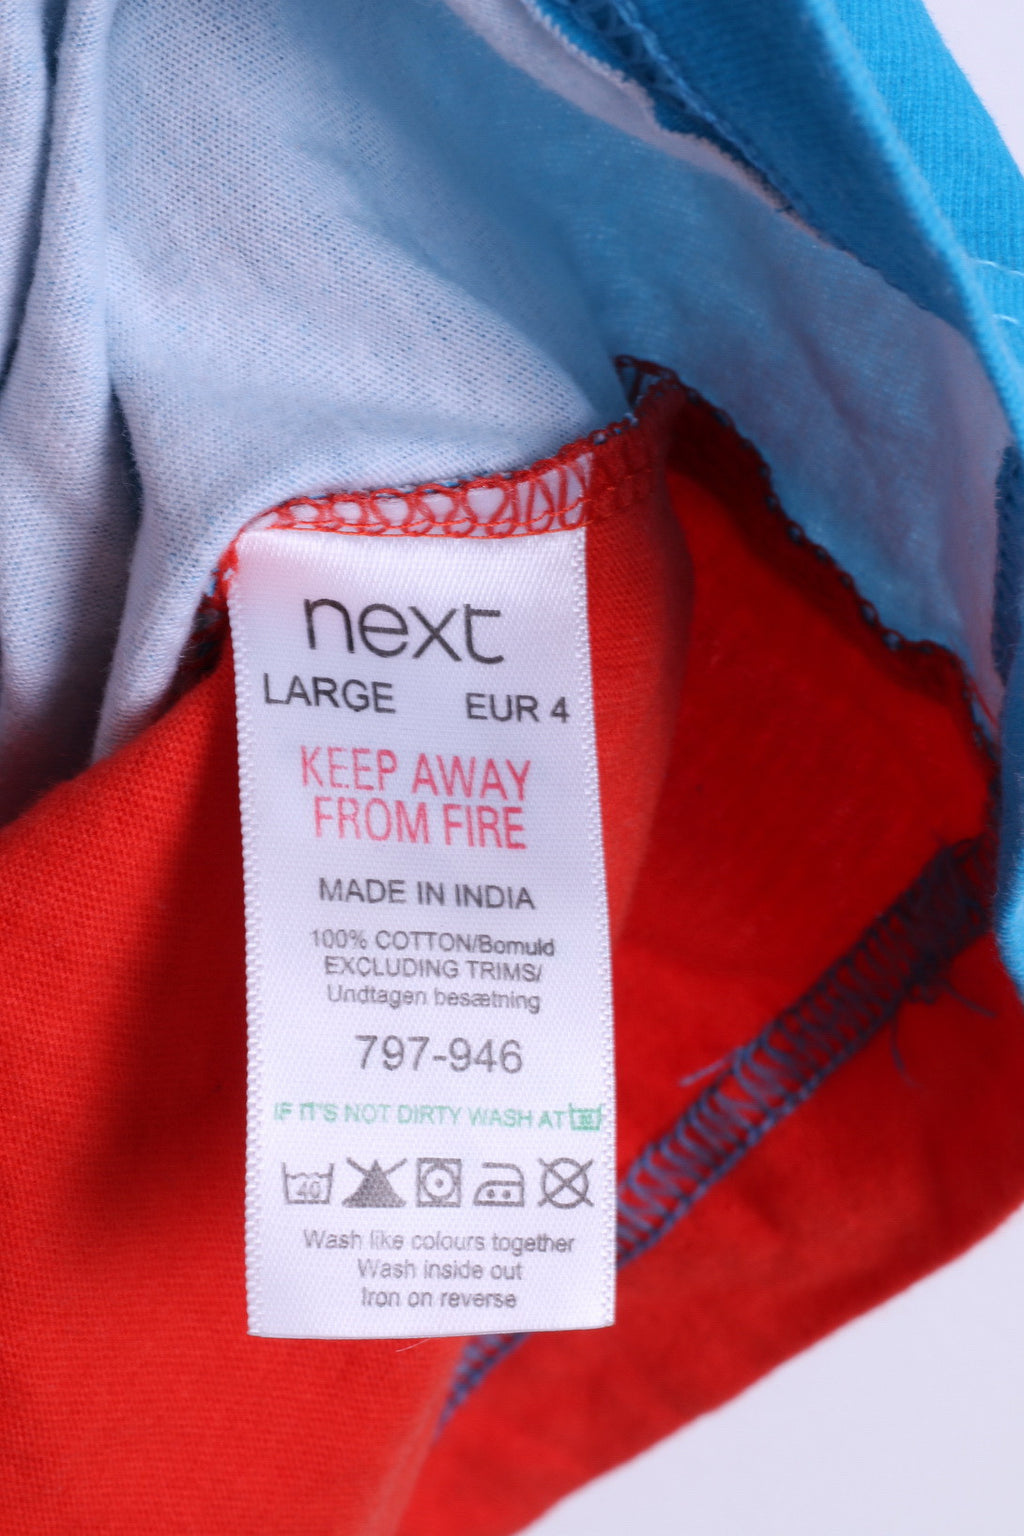 next
LARGE EUR 4
KEEP AWAY
FROM FIRE
MADE IN INDIA
100% COTTON/Bomuld
EXCLUDING TRIMS/
Undtagen besætning
797-946
IF IT'S NOT DIRTY WASH AT 30
40
Wash like colours together
Wash inside out
Iron on reverse